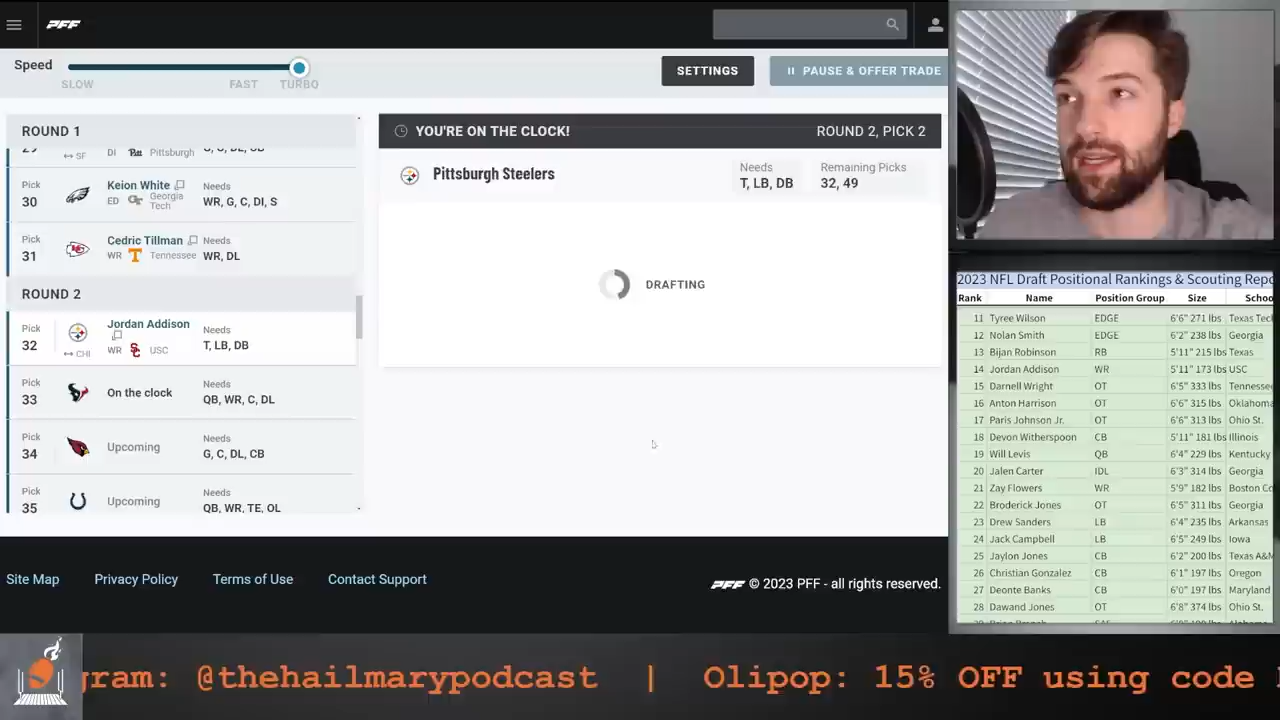 PFF
Speed
SLOW
FAST
TURBO
SETTINGS
PAUSE & OFFER TRADE
ROUND 1
29
SF
DI
Pittsburgh
Pick
30
Keion White
ED
Georgia
Tech
Needs
WR, G, C, DI, S
Pick
31
Cedric Tillman
WR
Tennessee
Needs
WR, DL
ROUND 2
Pick
32
CHI
Jordan Addison
WR
USC
Needs
T, LB, DB
Pick
33
On the clock
Needs
QB, WR, C, DL
Pick
34
Upcoming
Needs
G, C, DL, CB
Pick
35
Upcoming
Needs
QB, WR, TE, OL
YOU'RE ON THE CLOCK!
ROUND 2, PICK 2
Pittsburgh Steelers
Needs
T, LB, DB
Remaining Picks
32, 49
DRAFTING
Site Map
Privacy Policy
Terms of Use
Contact Support
PFF © 2023 PFF - all rights reserved.
2023 NFL Draft Positional Rankings & Scouting Repo
Rank Name Position Group Size Schoo
11 Tyree Wilson EDGE 6'6" 271 lbs Texas Tec
12 Nolan Smith EDGE 6'2" 238 lbs Georgia
13 Bijan Robinson RB 5'11" 215 lbs Texas
14 Jordan Addison WR 5'11" 173 lbs USC
15 Darnell Wright OT 6'5" 333 lbs Tennesse
16 Anton Harrison OT 6'6" 315 lbs Oklahoma
17 Paris Johnson Jr. OT 6'6" 313 lbs Ohio St.
18 Devon Witherspoon CB 5'11" 181 lbs Illinois
19 Will Levis QB 6'4" 229 lbs Kentucky
20 Jalen Carter IDL 6'3" 314 lbs Georgia
21 Zay Flowers WR 5'9" 182 lbs Boston Co
22 Broderick Jones OT 6'5" 311 lbs Georgia
23 Drew Sanders LB 6'4" 235 lbs Arkansas
24 Jack Campbell LB 6'5" 249 lbs Iowa
25 Jaylon Jones CB 6'2" 200 lbs Texas A&M
26 Christian Gonzalez CB 6'1" 197 lbs Oregon
27 Deonte Banks CB 6'0" 197 lbs Maryland
28 Dawand Jones OT 6'8" 374 lbs Ohio St.
gram: @thehailmarypodcast | Olipop: 15% OFF using code